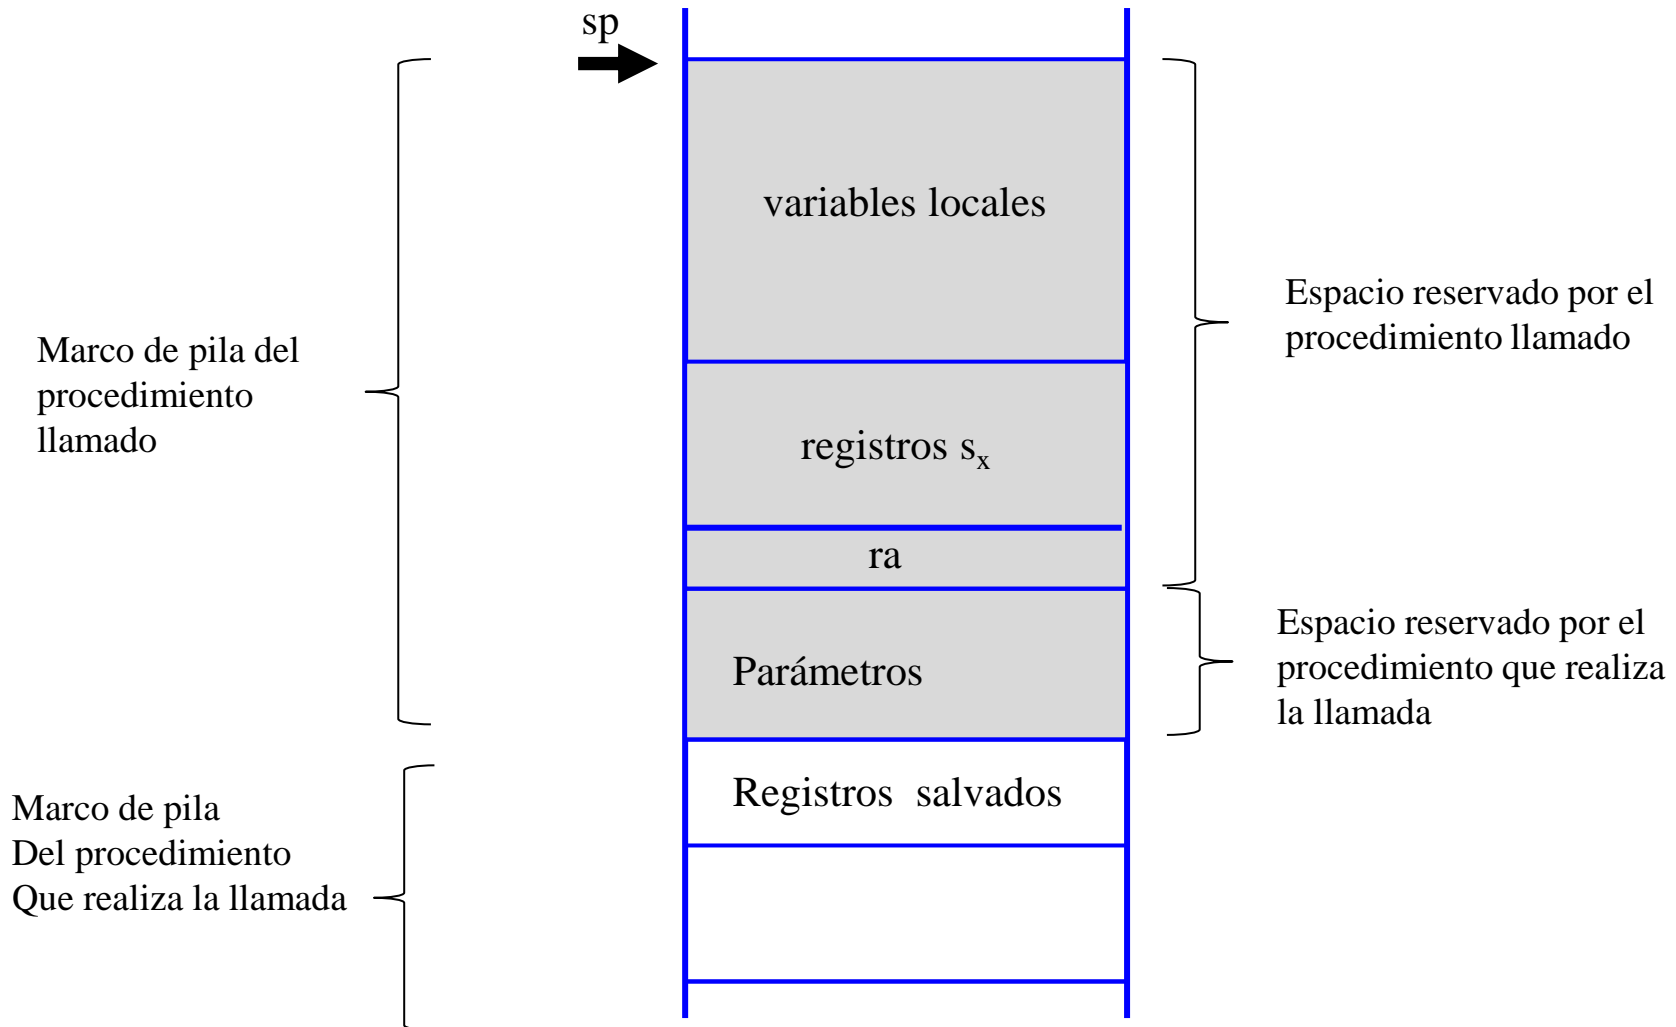 sp
variables locales
Espacio reservado por el
procedimiento llamado
Marco de pila del
procedimiento
llamado
registros sₓ
ra
Espacio reservado por el
procedimiento que realiza
la llamada
Parámetros
Registros salvados
Marco de pila
Del procedimiento
Que realiza la llamada